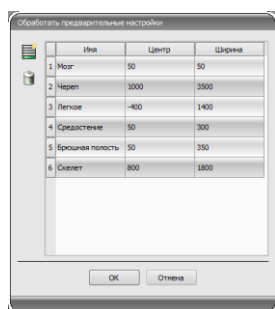 Обработать предварительные настройки
Имя Центр Ширина
1 Мозг 50 50
2 Череп 1000 3500
3 Легкое -400 1400
4 Средостение 50 300
5 Брюшная полость 50 350
6 Скелет 800 1800
OK Отмена